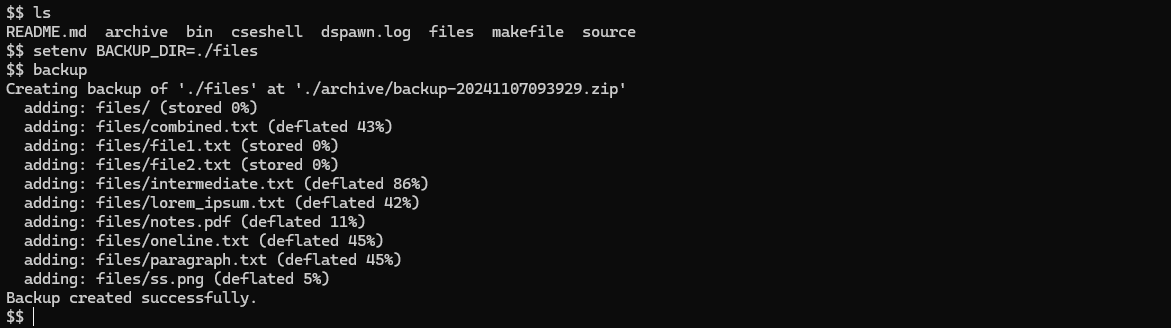 $$ ls
README.md  archive  bin  cseshell  dspawn.log  files  makefile  source
$$ setenv BACKUP_DIR=./files
$$ backup
Creating backup of './files' at './archive/backup-20241107093929.zip'
  adding: files/ (stored 0%)
  adding: files/combined.txt (deflated 43%)
  adding: files/file1.txt (stored 0%)
  adding: files/file2.txt (stored 0%)
  adding: files/intermediate.txt (deflated 86%)
  adding: files/lorem_ipsum.txt (deflated 42%)
  adding: files/notes.pdf (deflated 11%)
  adding: files/oneline.txt (deflated 45%)
  adding: files/paragraph.txt (deflated 45%)
  adding: files/ss.png (deflated 5%)
Backup created successfully.
$$